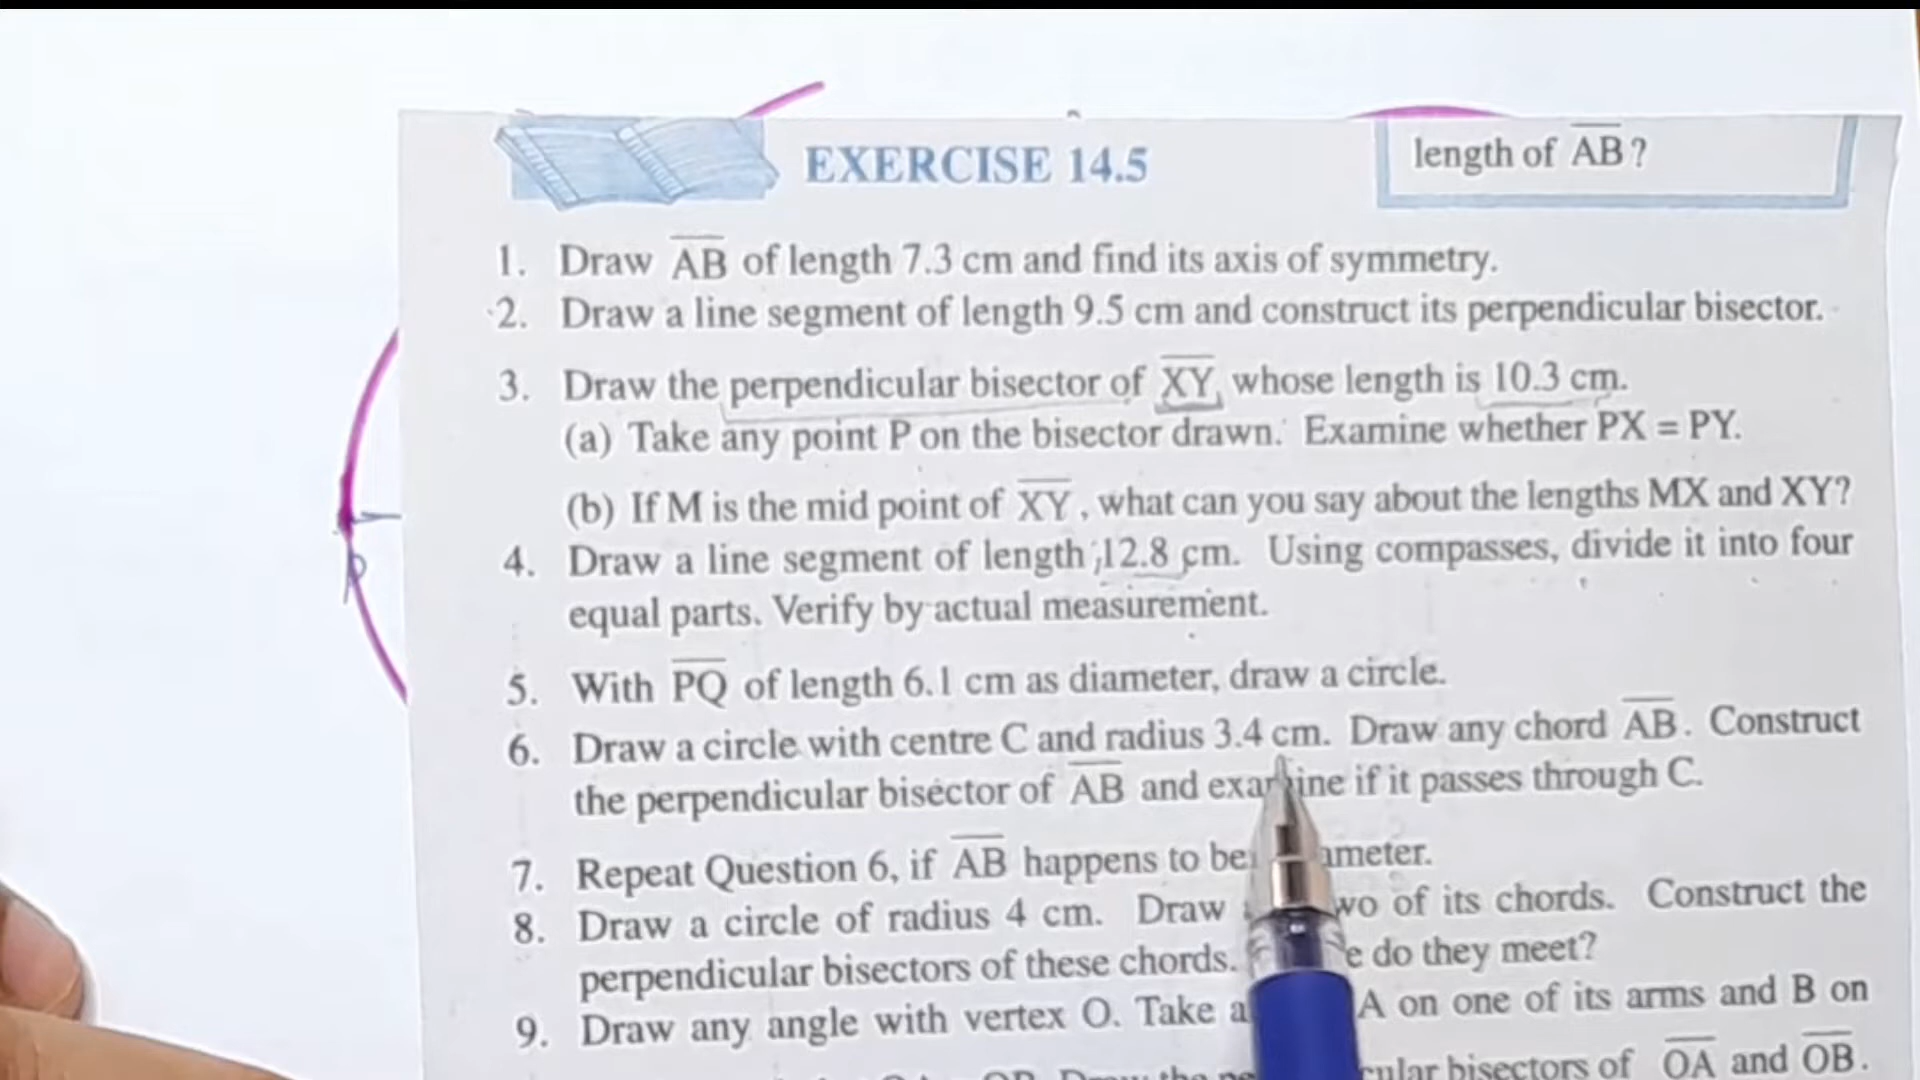 length of AB?
EXERCISE 14.5
1. Draw AB of length 7.3 cm and find its axis of symmetry.
2. Draw a line segment of length 9.5 cm and construct its perpendicular bisector.
3. Draw the perpendicular bisector of XY whose length is 10.3 cm.
(a) Take any point P on the bisector drawn. Examine whether PX = PY.
(b) If M is the mid point of XY, what can you say about the lengths MX and XY?
4. Draw a line segment of length 12.8 cm. Using compasses, divide it into four
equal parts. Verify by actual measurement.
5. With PQ of length 6.1 cm as diameter, draw a circle.
6. Draw a circle with centre C and radius 3.4 cm. Draw any chord AB. Construct
the perpendicular bisector of AB and examine if it passes through C.
7. Repeat Question 6, if AB happens to be
8. Draw a circle of radius 4 cm. Draw of its chords. Construct the
perpendicular bisectors of these chords. do they meet?
9. Draw any angle with vertex O. Take A on one of its arms and B on
bisectors of OA and OB.
P